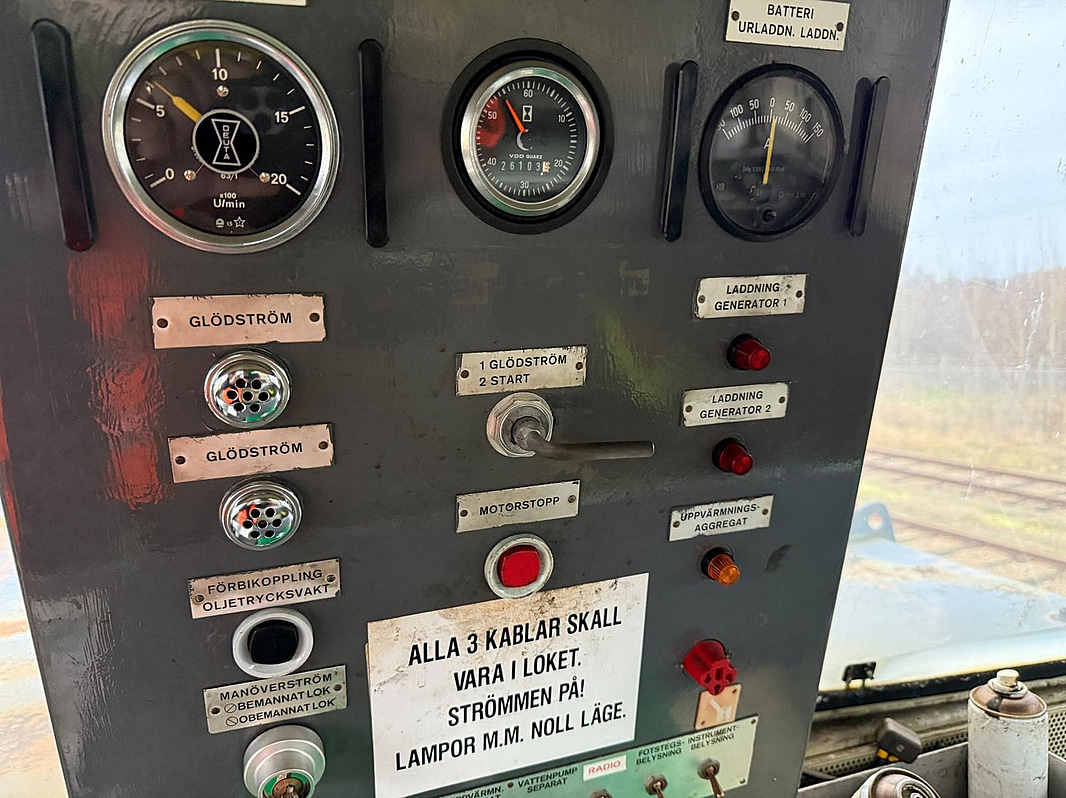 BATTERI
URLADDN. LADDN.
10
5
15
0
20
DEUTA
63/1
x100
U/min
60
50
10
40
20
30
VDO QUARZ
100 50 0 50 100 150
A
LADDNING
GENERATOR 1
GLÖDSTRÖM
1 GLÖDSTRÖM
2 START
LADDNING
GENERATOR 2
GLÖDSTRÖM
MOTORSTOPP
UPPVÄRMNINGS-
AGGREGAT
FÖRBIKOPPLING
OLJETRYCKSVAKT
ALLA 3 KABLAR SKALL
VARA I LOKET.
STRÖMMEN PÅ!
LAMPOR M.M. NOLL LÄGE.
MANÖVERSTRÖM
BEMANNAT LOK
OBEMANNAT LOK
VATTENPUMP
SEPARAT
RADIO
FOTSTEGS-
BELYSNING
INSTRUMENT-
BELYSNING